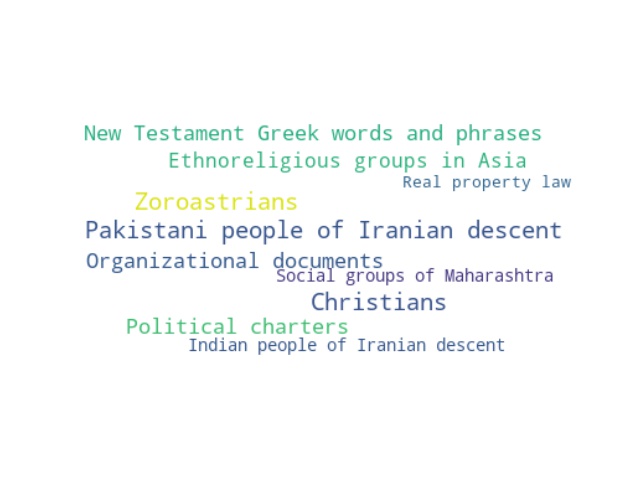 New Testament Greek words and phrases
Ethnoreligious groups in Asia
Real property law
Zoroastrians
Pakistani people of Iranian descent
Organizational documents
Social groups of Maharashtra
Christians
Political charters
Indian people of Iranian descent